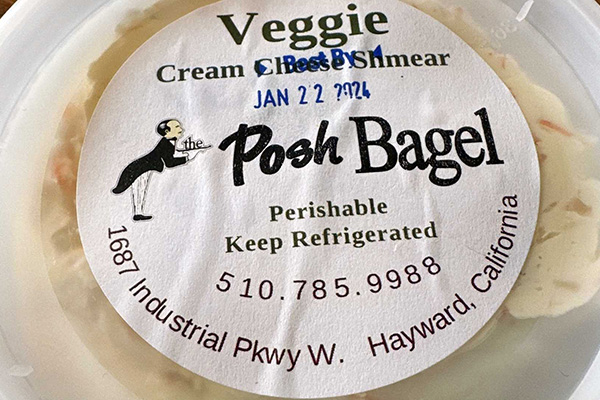 Veggie
Cream Cheese Shmear
Best By
JAN 22 2024
the Posh Bagel
Perishable
Keep Refrigerated
510.785.9988
1687 Industrial Pkwy W. Hayward, California